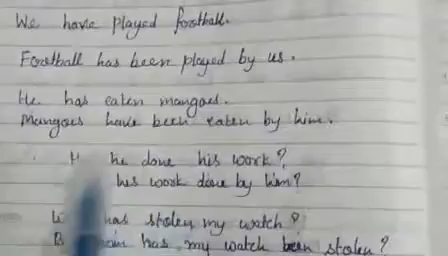 We have played football.
Football has been played by us.
He has eaten mangoes.
Mangoes have been eaten by him.
he done his work?
his work done by him?
has stolen my watch?
has my watch been stolen?